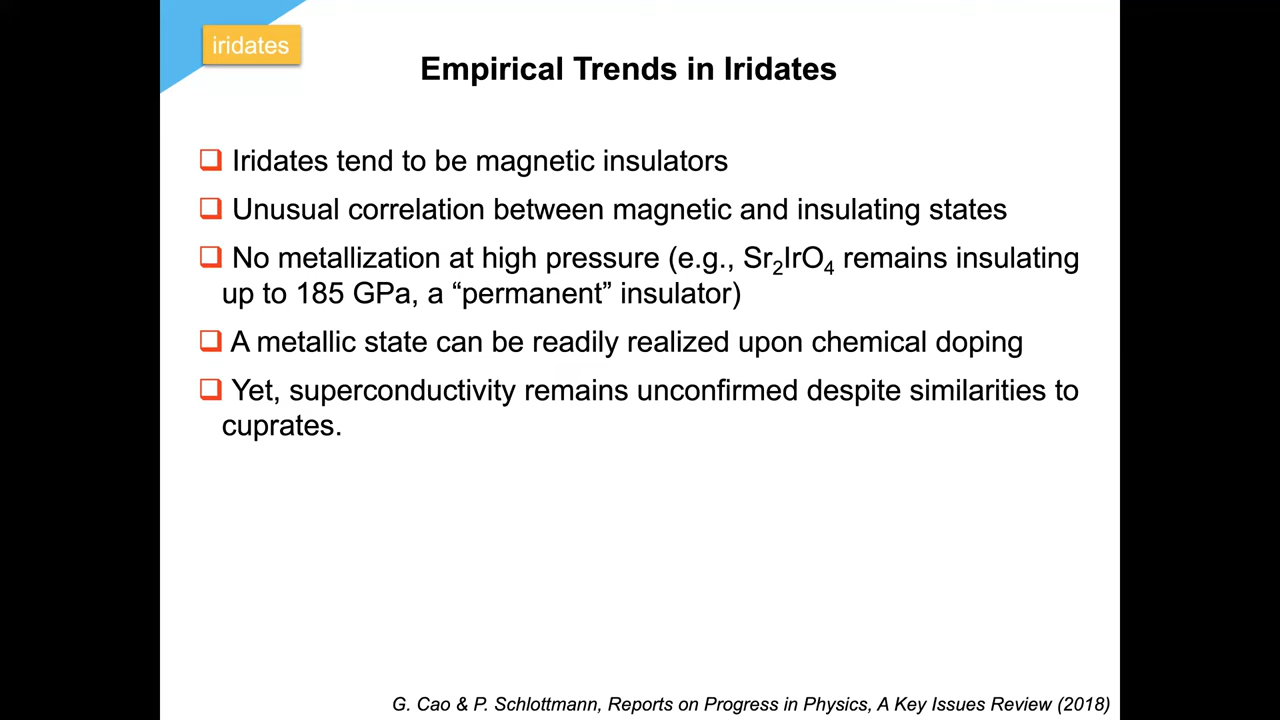 iridates
Empirical Trends in Iridates
❑ Iridates tend to be magnetic insulators
❑ Unusual correlation between magnetic and insulating states
❑ No metallization at high pressure (e.g., Sr₂IrO₄ remains insulating
up to 185 GPa, a “permanent” insulator)
❑ A metallic state can be readily realized upon chemical doping
❑ Yet, superconductivity remains unconfirmed despite similarities to
cuprates.
G. Cao & P. Schlottmann, Reports on Progress in Physics, A Key Issues Review (2018)